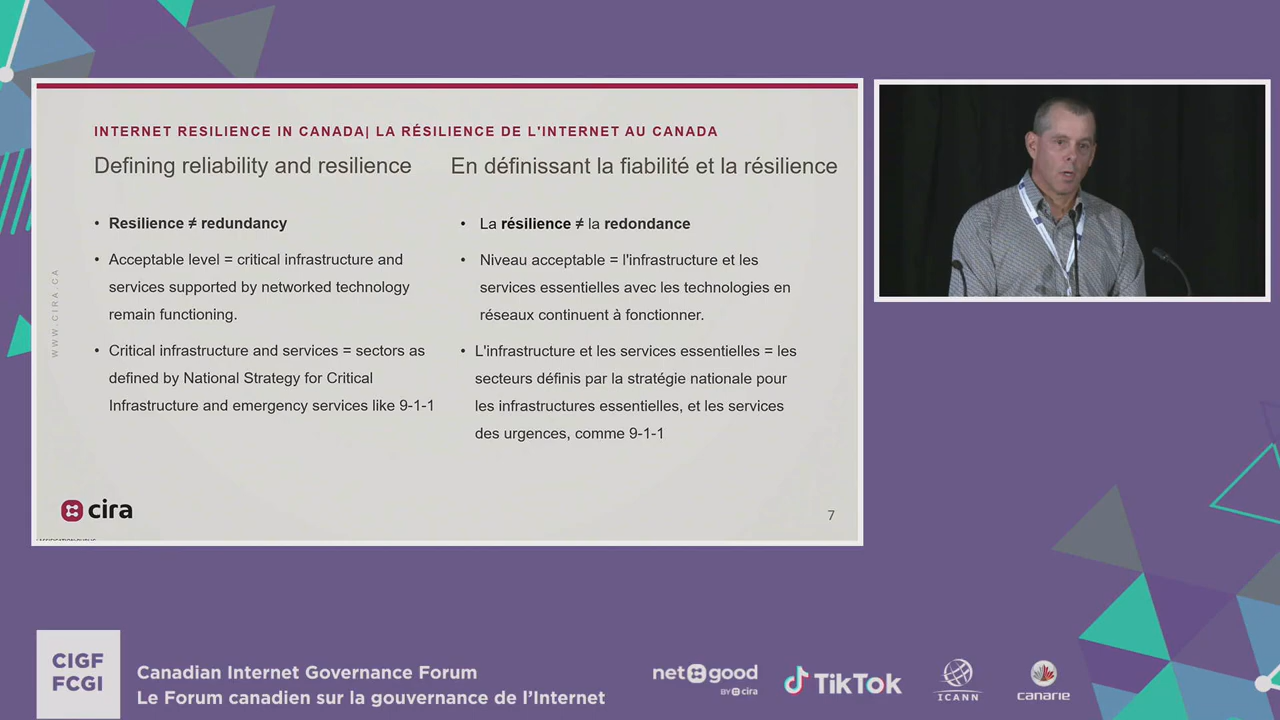 INTERNET RESILIENCE IN CANADA| LA RÉSILIENCE DE L'INTERNET AU CANADA
Defining reliability and resilience
• Resilience ≠ redundancy
• Acceptable level = critical infrastructure and
services supported by networked technology
remain functioning.
• Critical infrastructure and services = sectors as
defined by National Strategy for Critical
Infrastructure and emergency services like 9-1-1
En définissant la fiabilité et la résilience
• La résilience ≠ la redondance
• Niveau acceptable = l'infrastructure et les
services essentielles avec les technologies en
réseaux continuent à fonctionner.
• L'infrastructure et les services essentielles = les
secteurs définis par la stratégie nationale pour
les infrastructures essentielles, et les services
des urgences, comme 9-1-1
WWW.CIRA.CA
cira
7
CIGF
FCGI
Canadian Internet Governance Forum
Le Forum canadien sur la gouvernance de l'Internet
net good
BY cira
TikTok
ICANN
canarie